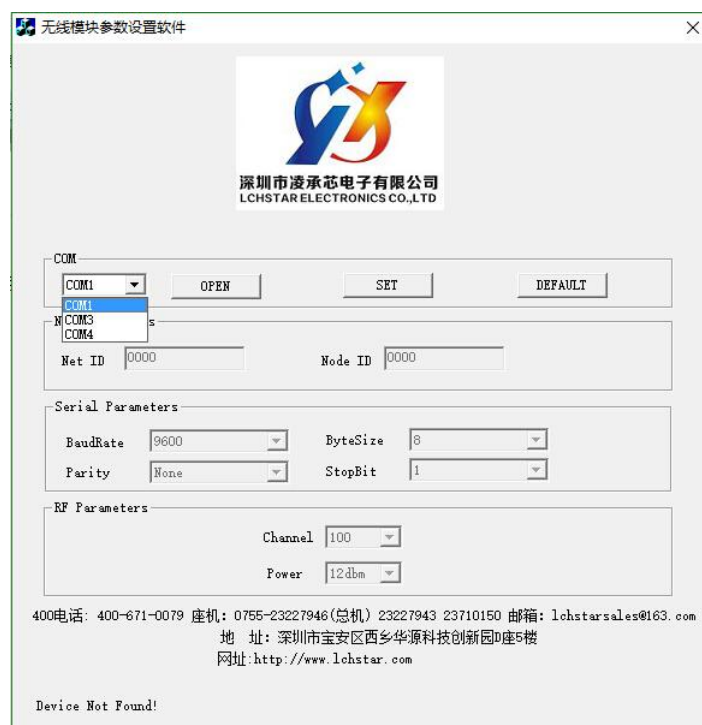 无线模块参数设置软件
深圳市凌承芯电子有限公司
LCHSTAR ELECTRONICS CO.,LTD
COM
COM1 OPEN SET DEFAULT
COM1
COM3
COM4
Net ID 0000 Node ID 0000
Serial Parameters
BaudRate 9600 ByteSize 8
Parity None StopBit 1
RF Parameters
Channel 100
Power 12dbm
400电话: 400-671-0079 座机: 0755-23227946(总机) 23227943 23710150 邮箱: lchstarsales@163.com
地 址: 深圳市宝安区西乡华源科技创新园D座5楼
网址:http://www.lchstar.com
Device Not Found!